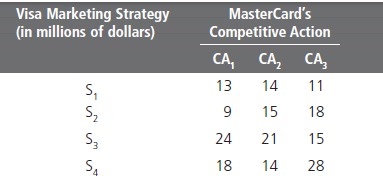 Visa Marketing Strategy MasterCard's
(in millions of dollars) Competitive Action
CA₁ CA₂ CA₃
S₁ 13 14 11
S₂ 9 15 18
S₃ 24 21 15
S₄ 18 14 28